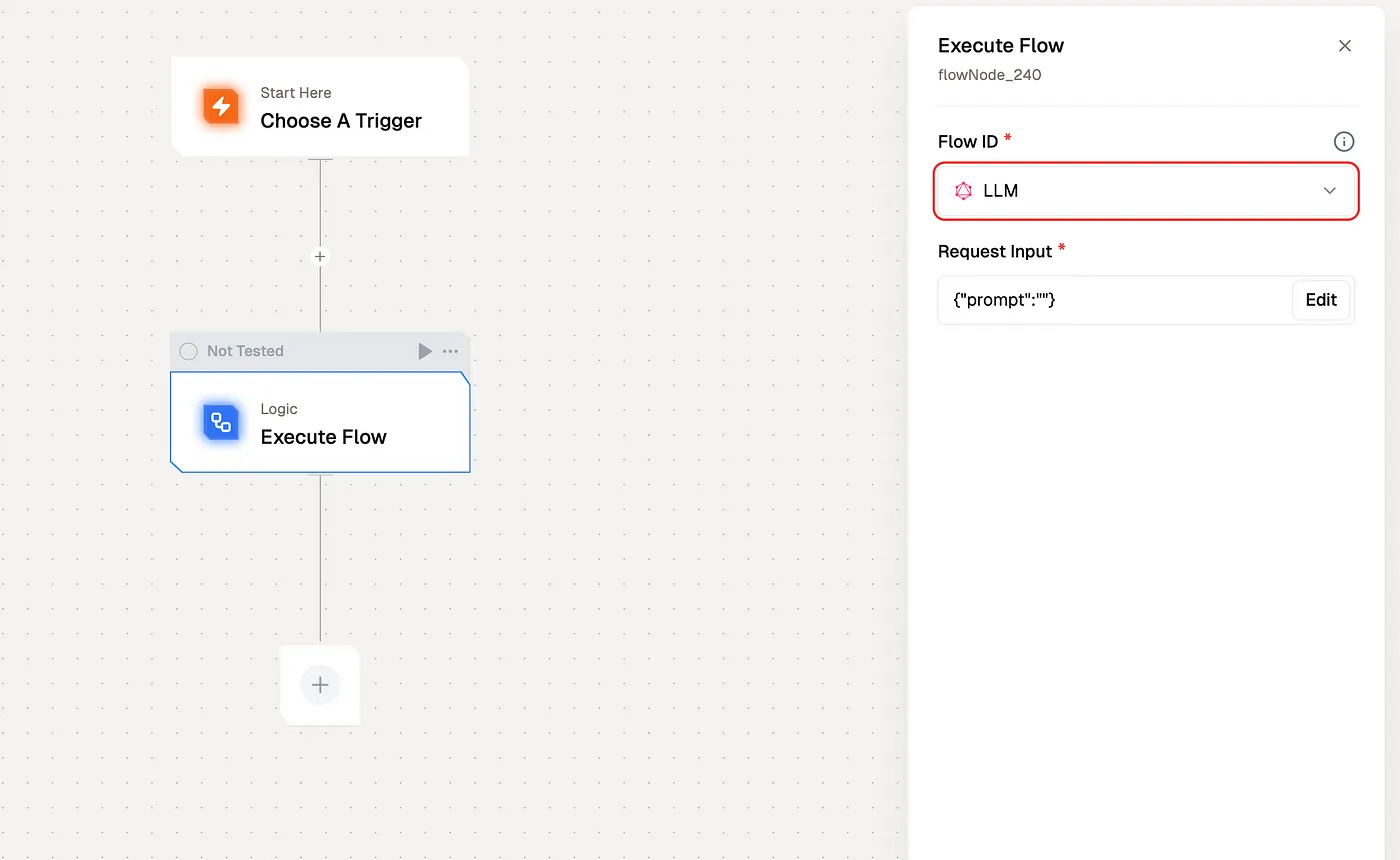 Start Here
Choose A Trigger
Not Tested
Logic
Execute Flow
Execute Flow
flowNode_240
Flow ID *
LLM
Request Input *
{"prompt":""}
Edit